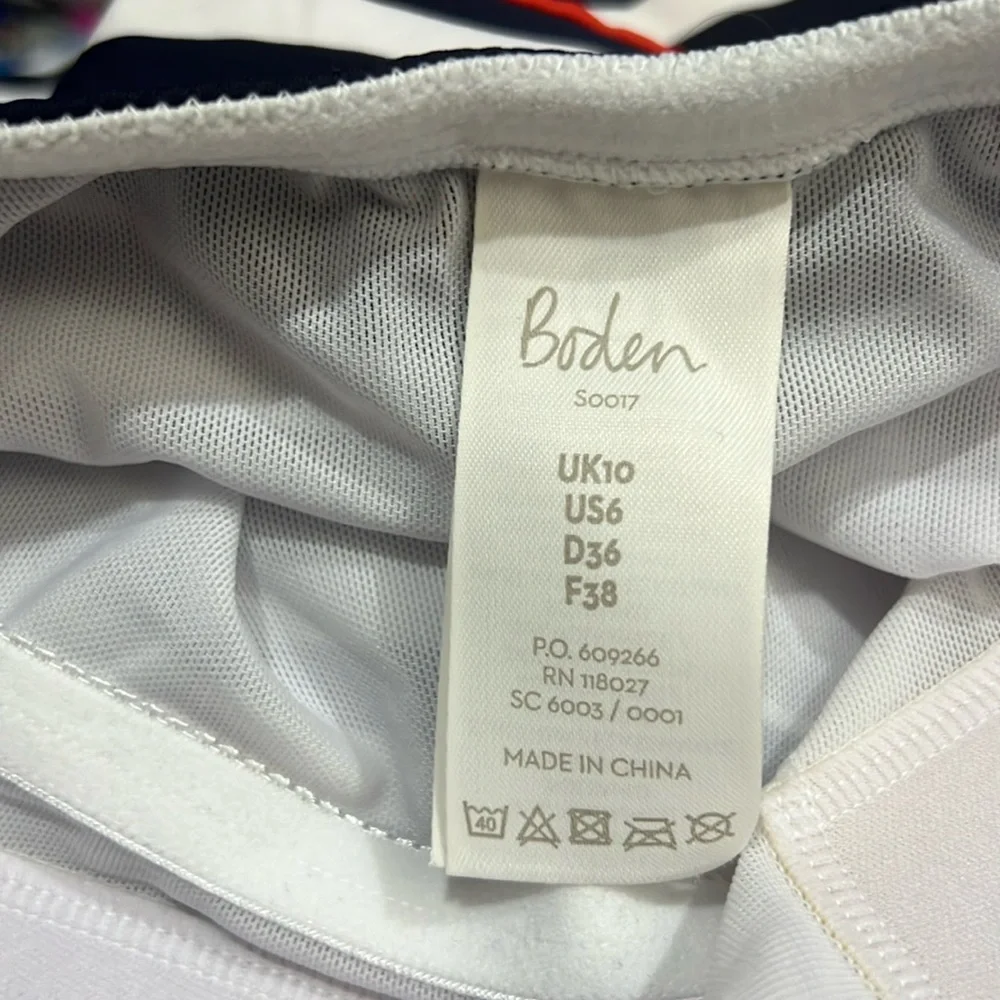 Boden
S0017
UK10
US6
D36
F38
P.O. 609266
RN 118027
SC 6003 / 0001
MADE IN CHINA
40